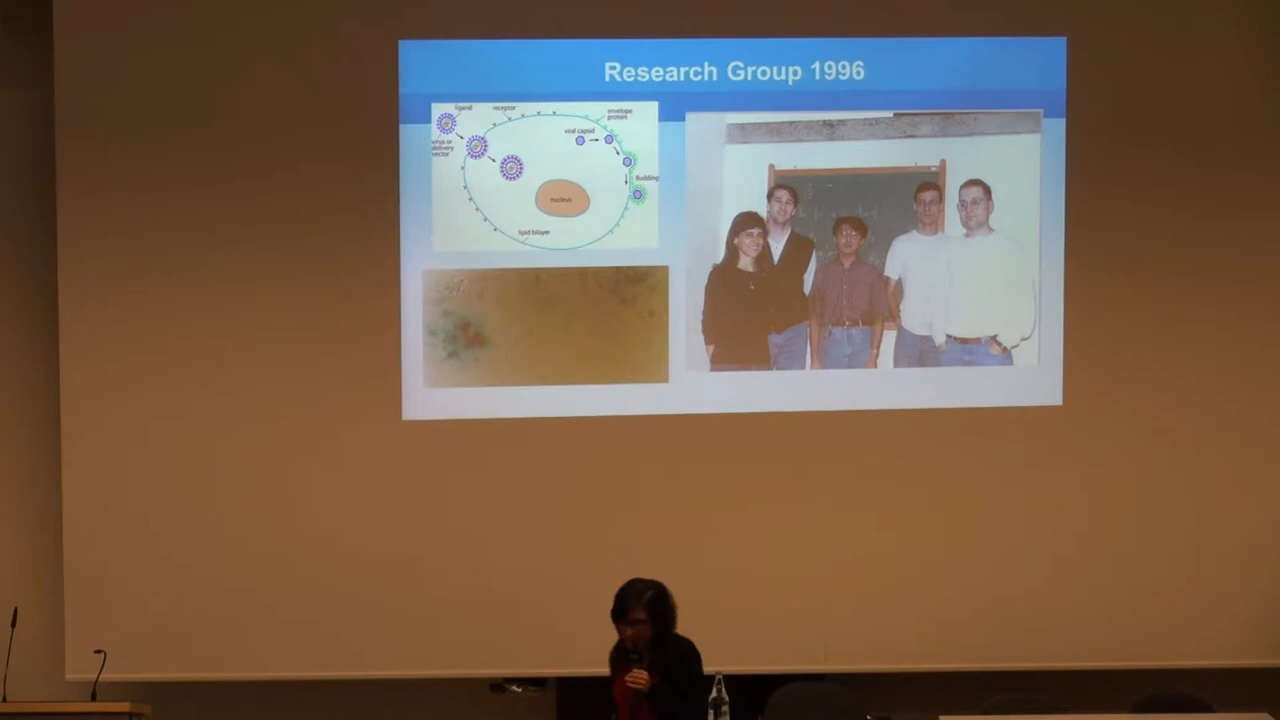 Research Group 1996
ligand
receptor
envelope
protein
viral capsid
virus or
delivery
vector
Budding
nucleus
lipid bilayer